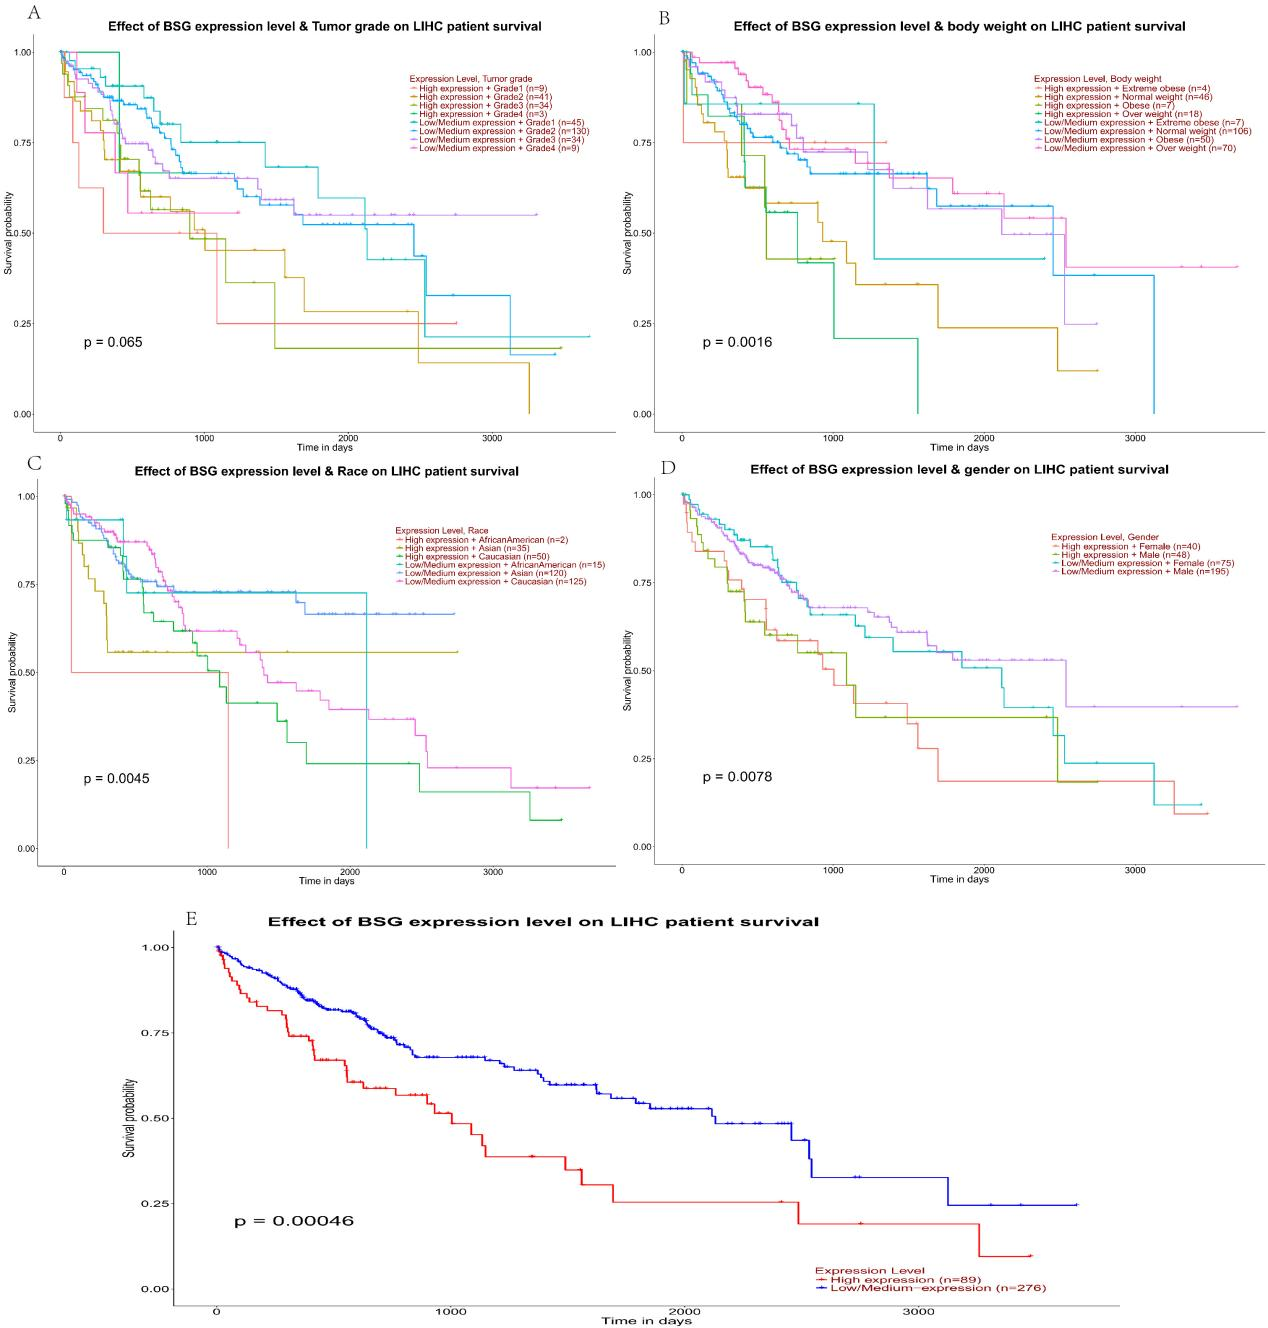 A
Effect of BSG expression level & Tumor grade on LIHC patient survival
Survival probability
1.00
0.75
0.50
0.25
0.00
Expression Level, Tumor grade
High expression + Grade1 (n=9)
High expression + Grade2 (n=41)
High expression + Grade3 (n=34)
High expression + Grade4 (n=3)
Low/Medium expression + Grade1 (n=45)
Low/Medium expression + Grade2 (n=130)
Low/Medium expression + Grade3 (n=34)
Low/Medium expression + Grade4 (n=9)
p = 0.065
0 1000 2000 3000
Time in days
B
Effect of BSG expression level & body weight on LIHC patient survival
Survival probability
1.00
0.75
0.50
0.25
0.00
Expression Level, Body weight
High expression + Extreme obese (n=4)
High expression + Normal weight (n=46)
High expression + Obese (n=7)
High expression + Over weight (n=18)
Low/Medium expression + Extreme obese (n=7)
Low/Medium expression + Normal weight (n=106)
Low/Medium expression + Obese (n=50)
Low/Medium expression + Over weight (n=70)
p = 0.0016
0 1000 2000 3000
Time in days
C
Effect of BSG expression level & Race on LIHC patient survival
Survival probability
1.00
0.75
0.50
0.25
0.00
Expression Level, Race
High expression + AfricanAmerican (n=2)
High expression + Asian (n=35)
High expression + Caucasian (n=50)
Low/Medium expression + AfricanAmerican (n=15)
Low/Medium expression + Asian (n=120)
Low/Medium expression + Caucasian (n=125)
p = 0.0045
0 1000 2000 3000
Time in days
D
Effect of BSG expression level & gender on LIHC patient survival
Survival probability
1.00
0.75
0.50
0.25
0.00
Expression Level, Gender
High expression + Female (n=40)
High expression + Male (n=48)
Low/Medium expression + Female (n=75)
Low/Medium expression + Male (n=195)
p = 0.0078
0 1000 2000 3000
Time in days
E
Effect of BSG expression level on LIHC patient survival
Survival probability
1.00
0.75
0.50
0.25
0.00
p = 0.00046
Expression Level
High expression (n=89)
Low/Medium-expression (n=276)
0 1000 2000 3000
Time in days